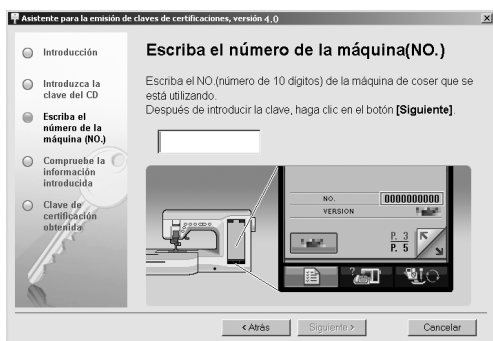 Asistente para la emisión de claves de certificaciones, versión 4,0
Introducción
Introduzca la
clave del CD
Escriba el
número de la
máquina (NO.)
Compruebe la
información
introducida
Clave de
certificación
obtenida
Escriba el número de la máquina(NO.)
Escriba el NO.(número de 10 dígitos) de la máquina de coser que se
está utilizando.
Después de introducir la clave, haga clic en el botón [Siguiente].
NO. 0000000000
VERSION
P. 3
P. 5
< Atrás
Siguiente >
Cancelar